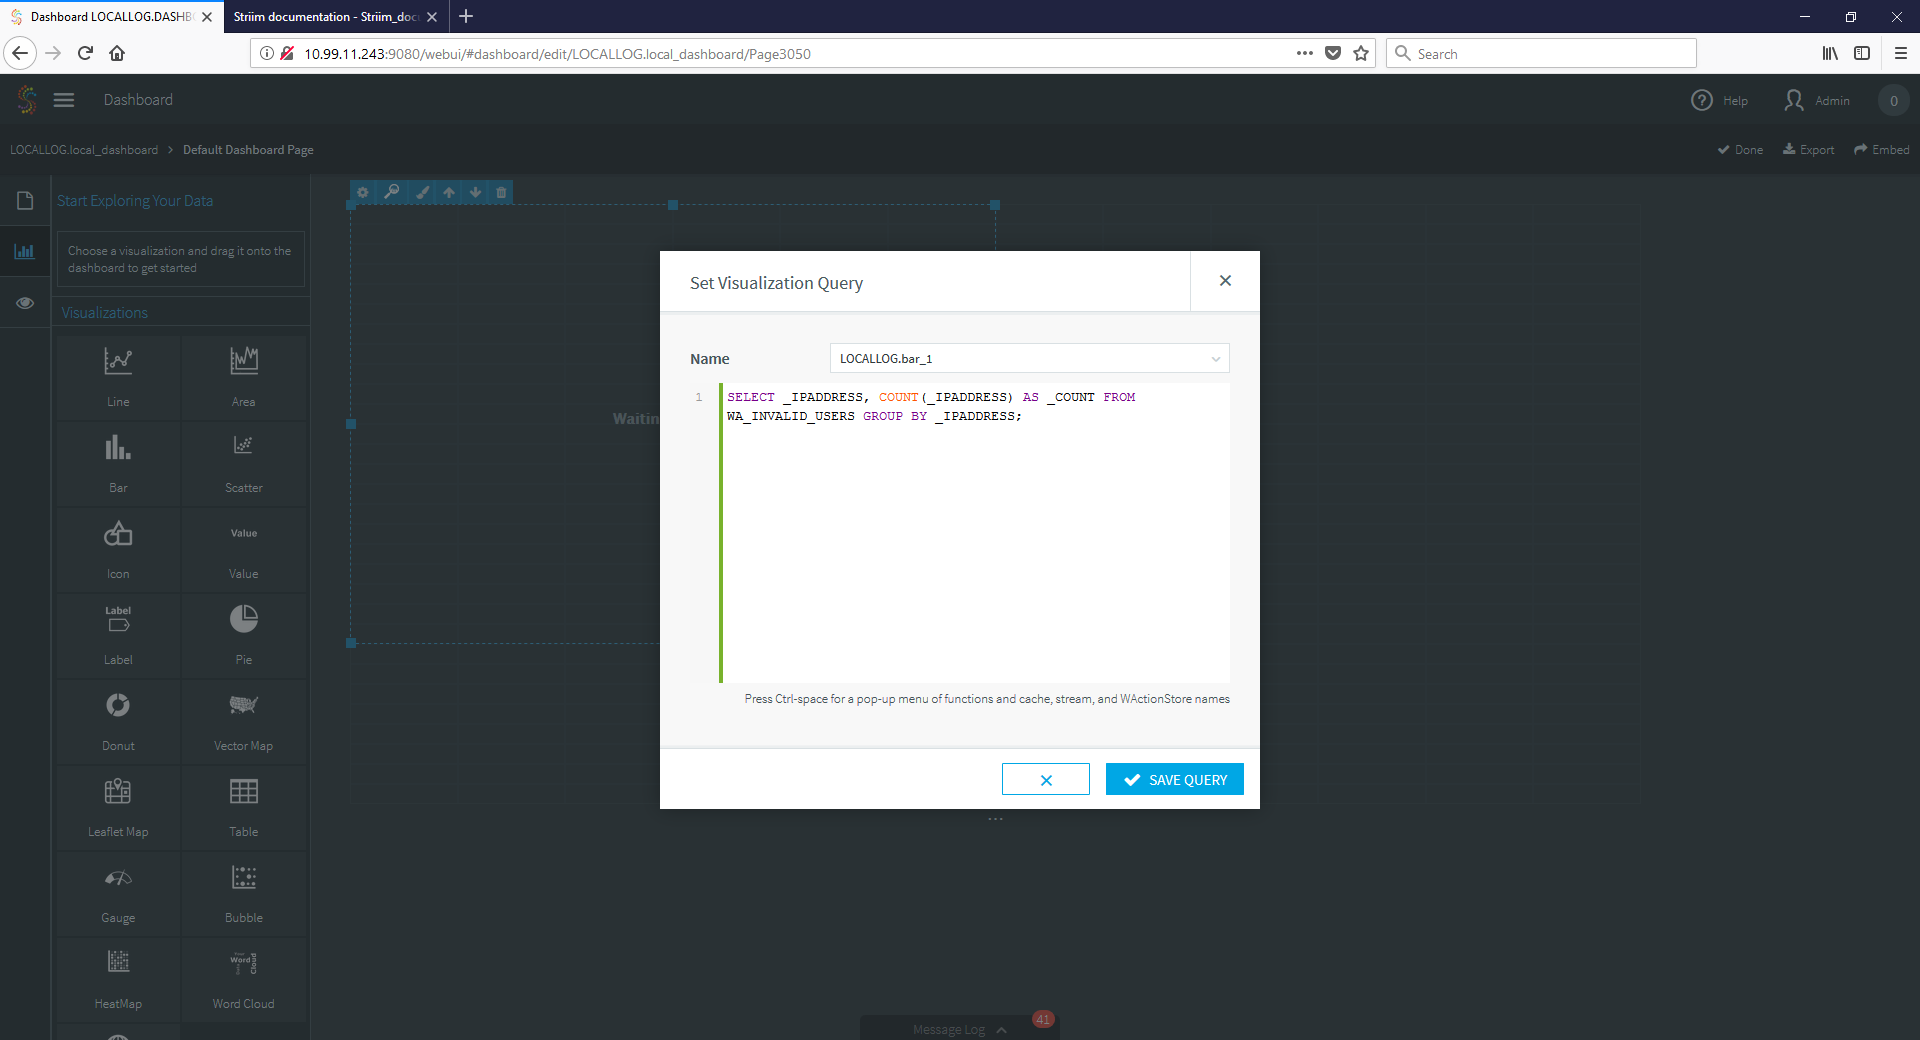 Dashboard LOCALLOG.DASHB
Striim documentation - Striim_doc
10.99.11.243:9080/webui/#dashboard/edit/LOCALLOG.local_dashboard/Page3050
Search
Dashboard
Help
Admin
0
LOCALLOG.local_dashboard > Default Dashboard Page
Done
Export
Embed
Start Exploring Your Data
Choose a visualization and drag it onto the
dashboard to get started
Visualizations
Line
Area
Bar
Scatter
Icon
Value
Value
Label
Label
Pie
Donut
Vector Map
Leaflet Map
Table
Gauge
Bubble
HeatMap
Word
Cloud
Word Cloud
Waitin
Set Visualization Query
Name
LOCALLOG.bar_1
1
SELECT _IPADDRESS, COUNT(_IPADDRESS) AS _COUNT FROM
WA_INVALID_USERS GROUP BY _IPADDRESS;
Press Ctrl-space for a pop-up menu of functions and cache, stream, and WActionStore names
SAVE QUERY
Message Log
41